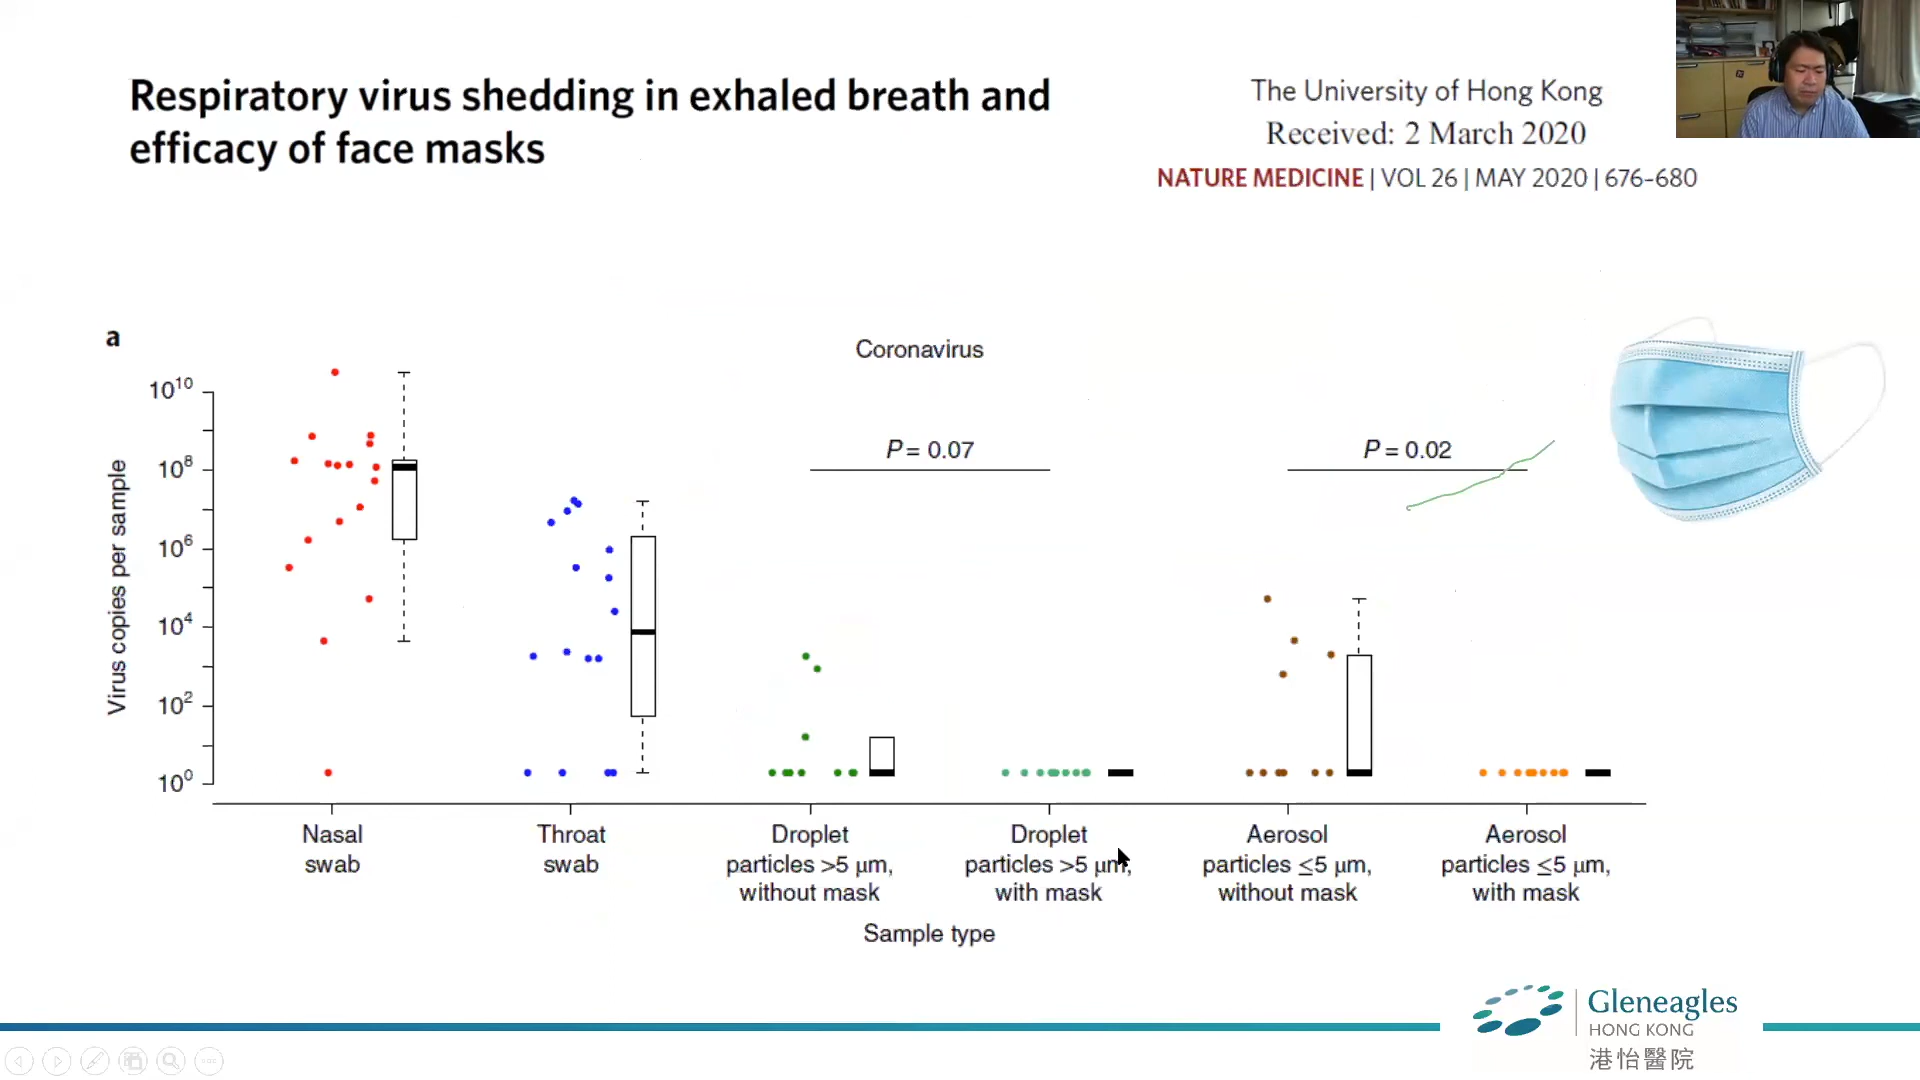 Respiratory virus shedding in exhaled breath and
efficacy of face masks
The University of Hong Kong
Received: 2 March 2020
NATURE MEDICINE | VOL 26 | MAY 2020 | 676–680
a
Coronavirus
P = 0.07
P = 0.02
Virus copies per sample
10¹⁰
10⁸
10⁶
10⁴
10²
10⁰
Nasal
swab
Throat
swab
Droplet
particles >5 µm,
without mask
Droplet
particles >5 µm,
with mask
Aerosol
particles ≤5 µm,
without mask
Aerosol
particles ≤5 µm,
with mask
Sample type
Gleneagles
HONG KONG
港怡醫院